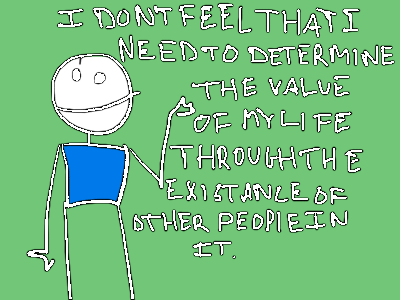 I DONT FEEL THAT I
NEED TO DETERMINE
THE VALUE
OF MY LIFE
THROUGH THE
EXISTANCE OF
OTHER PEOPLE IN
IT.